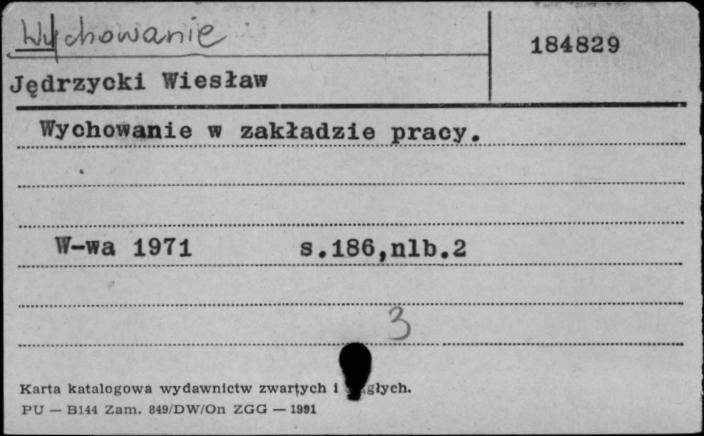 Wychowanie
184829
Jędrzycki Wiesław
Wychowanie w zakładzie pracy.
W-wa 1971 s.186,nlb.2
3
Karta katalogowa wydawnictw zwartych i
PU — B144 Zam. 849/DW/On ZGG — 1991